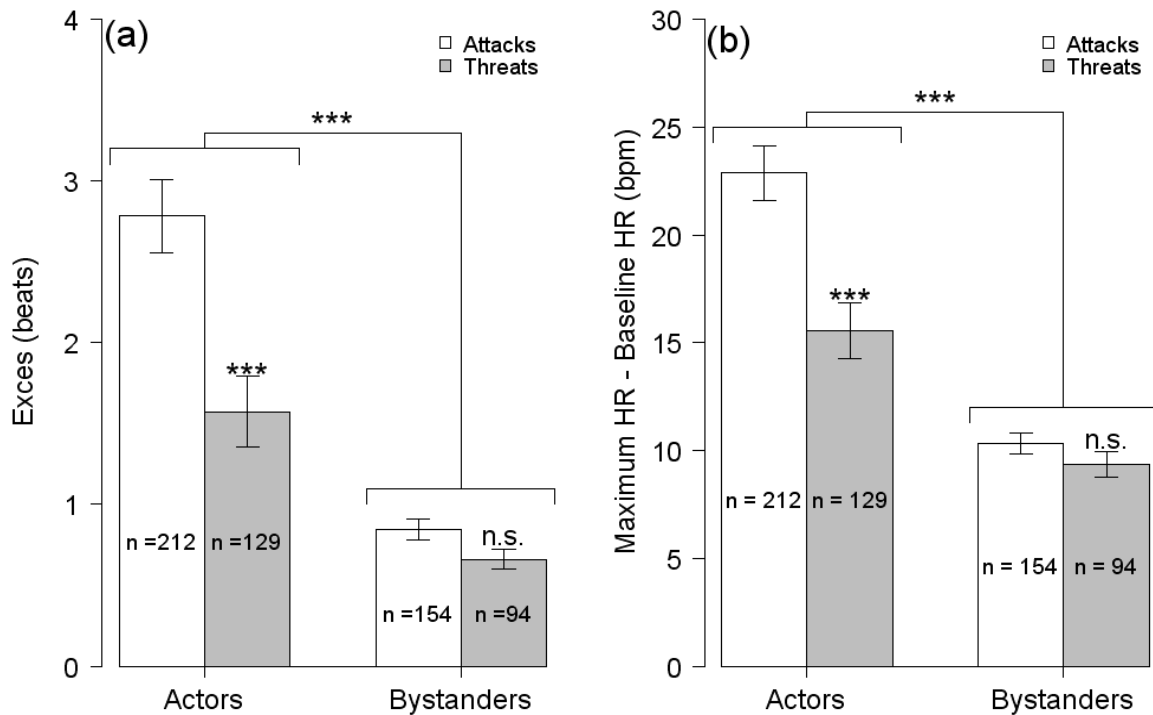 (a)
Attacks
Threats
Exces (beats)
4
3
2
1
0
***
***
n.s.
n =212
n =129
n =154
n =94
Actors
Bystanders
(b)
Attacks
Threats
Maximum HR - Baseline HR (bpm)
30
25
20
15
10
5
0
***
***
n.s.
n = 212
n = 129
n = 154
n = 94
Actors
Bystanders